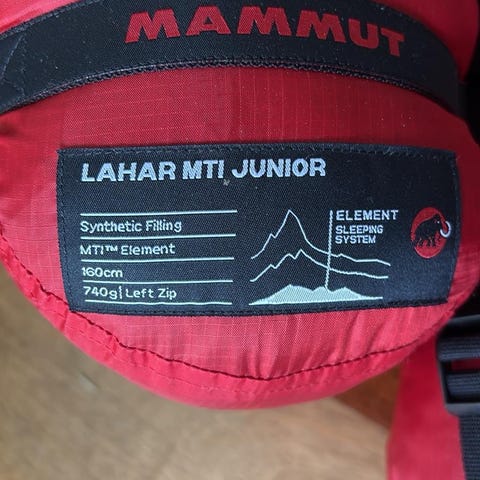 MAMMUT
LAHAR MTI JUNIOR
Synthetic Filling
MTI™ Element
160cm
740g| Left Zip
ELEMENT
SLEEPING
SYSTEM